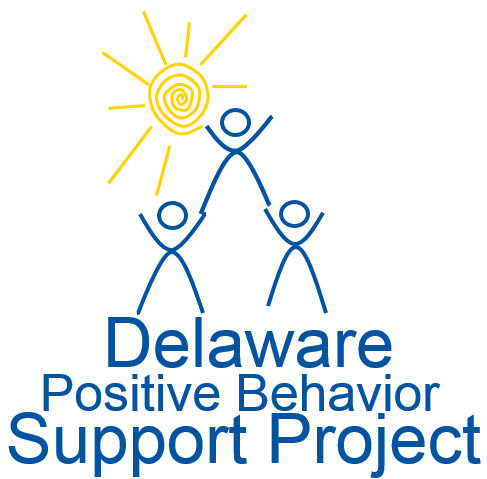 Delaware
Positive Behavior
Support Project